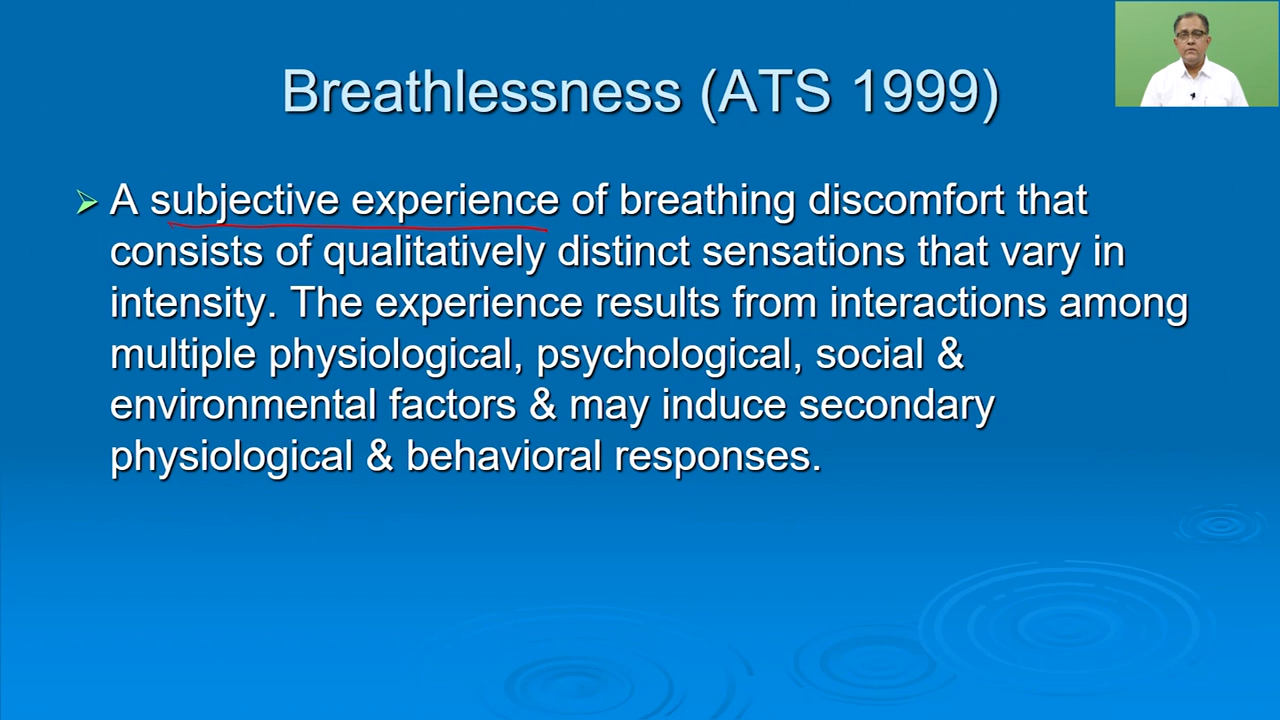 Breathlessness (ATS 1999)
A subjective experience of breathing discomfort that
consists of qualitatively distinct sensations that vary in
intensity. The experience results from interactions among
multiple physiological, psychological, social &
environmental factors & may induce secondary
physiological & behavioral responses.